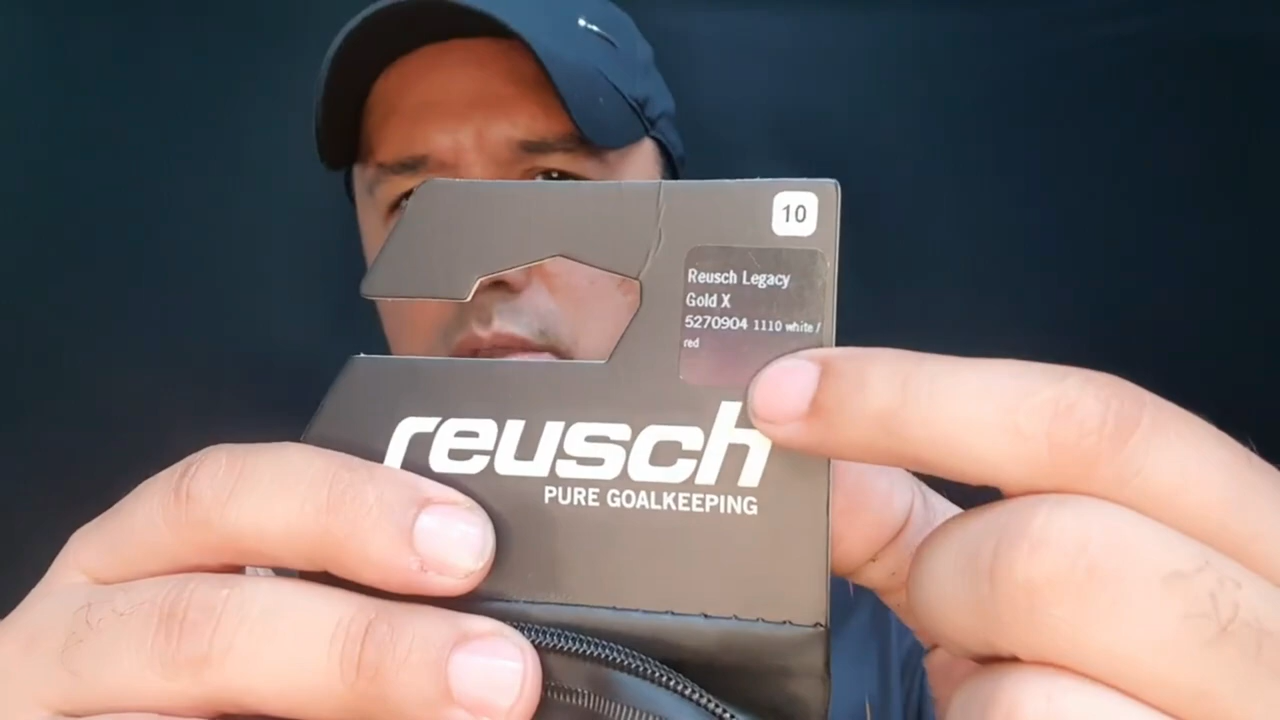 10
Reusch Legacy
Gold X
5270904 1110 white /
red
reusch
PURE GOALKEEPING